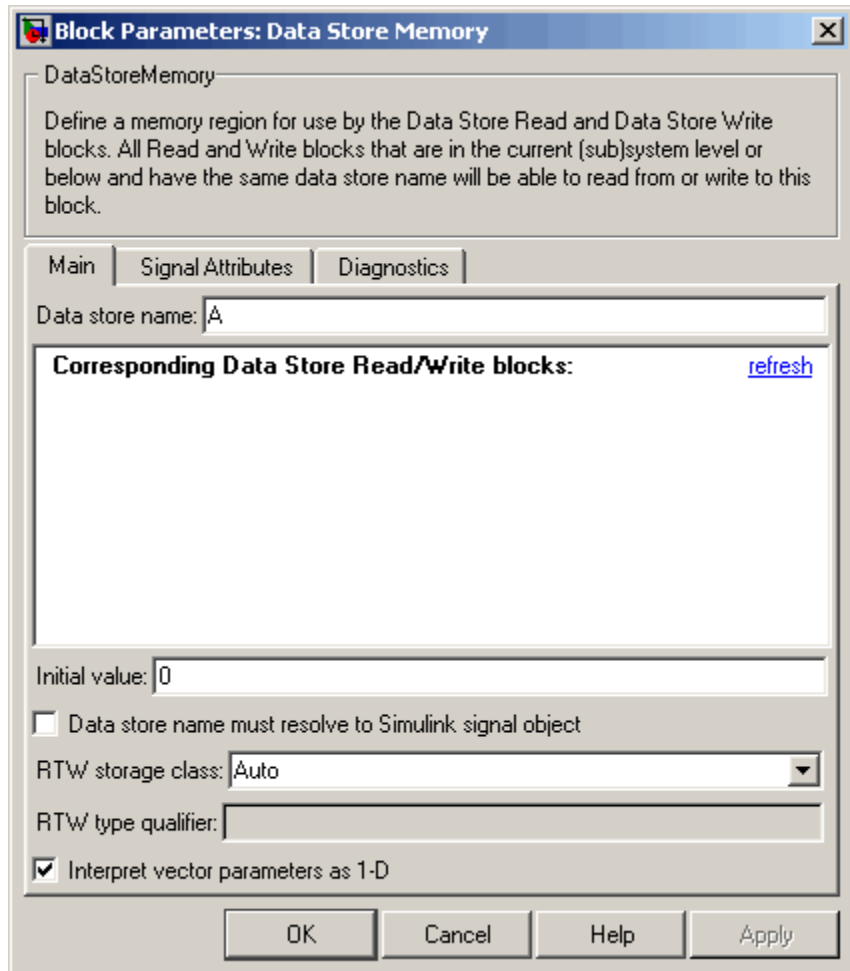 Block Parameters: Data Store Memory
DataStoreMemory
Define a memory region for use by the Data Store Read and Data Store Write
blocks. All Read and Write blocks that are in the current (sub)system level or
below and have the same data store name will be able to read from or write to this
block.
Main Signal Attributes Diagnostics
Data store name: A
Corresponding Data Store Read/Write blocks: refresh
Initial value: 0
Data store name must resolve to Simulink signal object
RTW storage class: Auto
RTW type qualifier:
Interpret vector parameters as 1-D
OK Cancel Help Apply